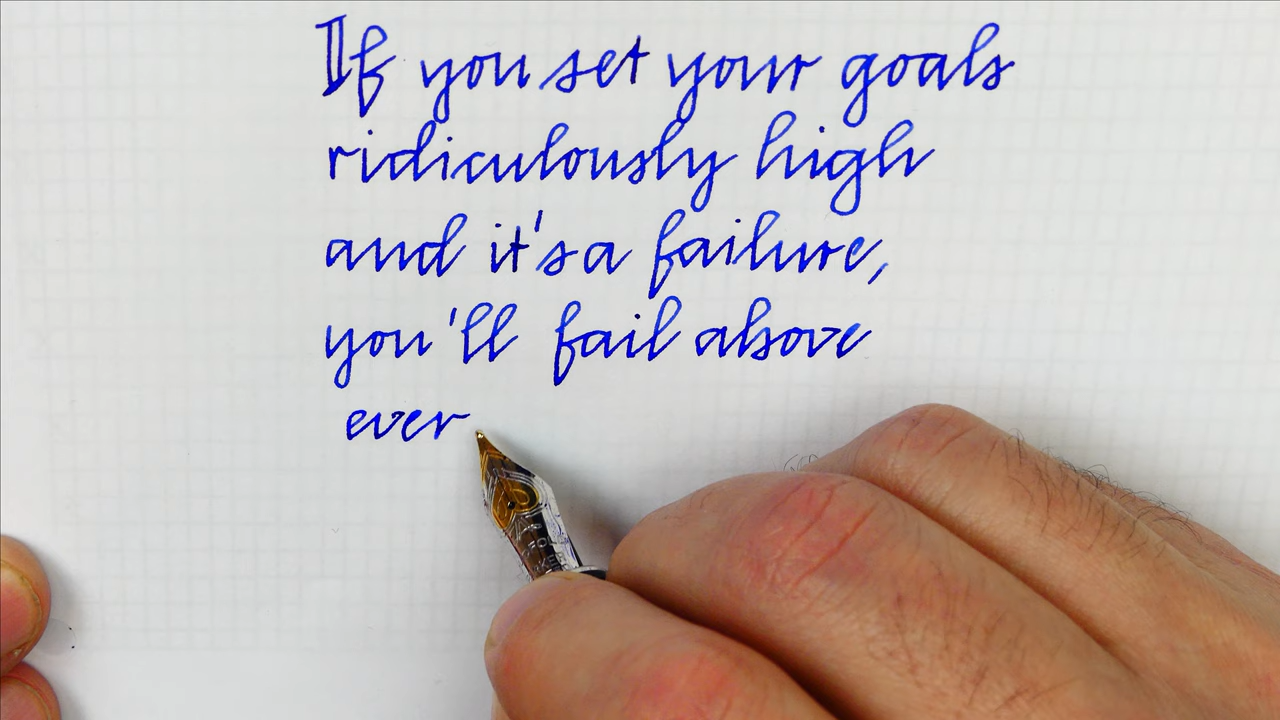 If you set your goals
ridiculously high
and it's a failure,
you'll fail above
ever